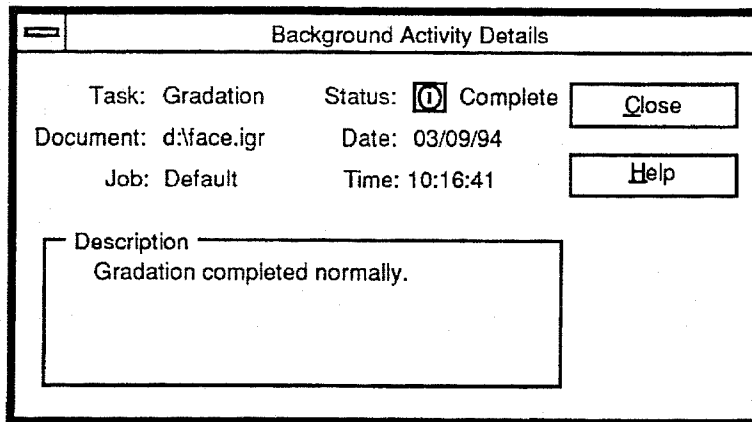 Background Activity Details
Task: Gradation Status: Complete
Close
Document: d:\face.igr Date: 03/09/94
Job: Default Time: 10:16:41
Help
Description
Gradation completed normally.